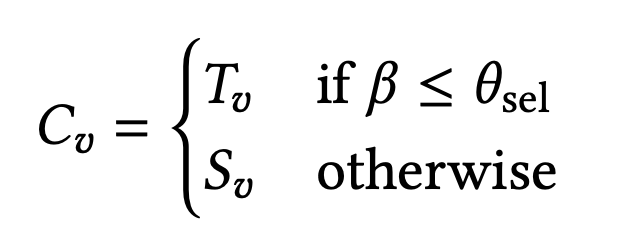 C_v = { T_v if β ≤ θ_sel
S_v otherwise